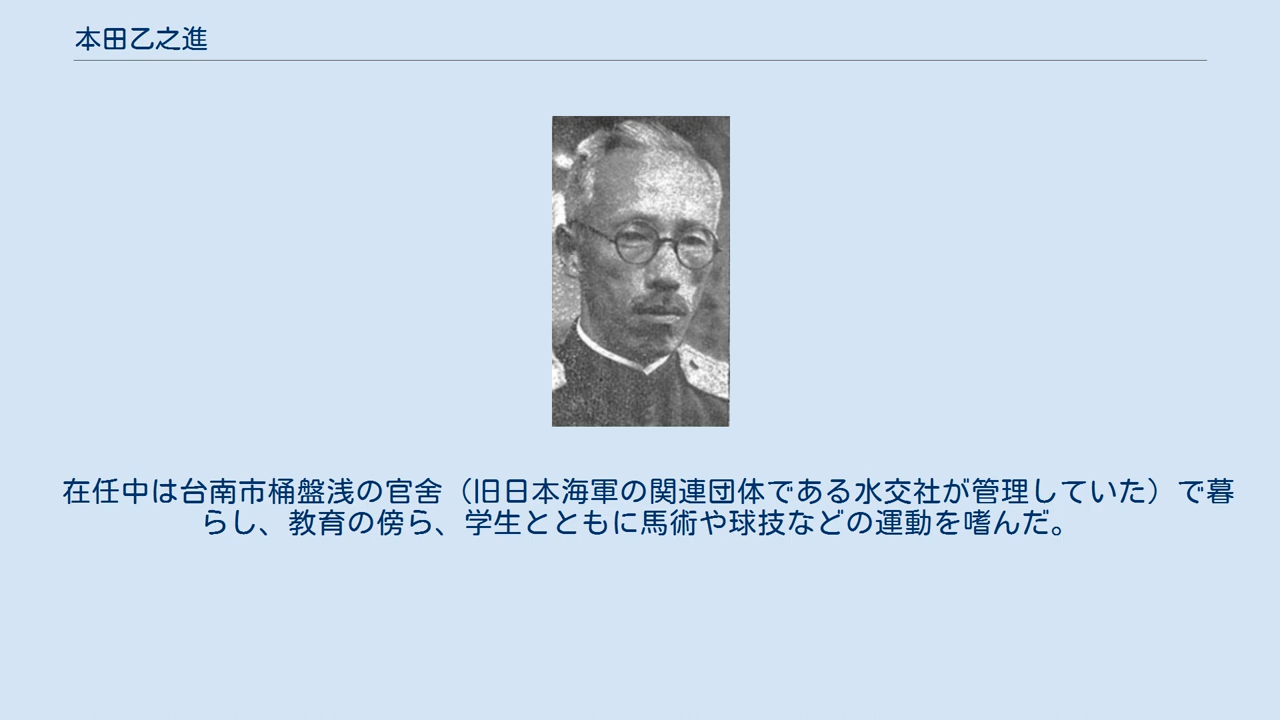 本田乙之進
在任中は台南市桶盤浅の官舍（旧日本海軍の関連団体である水交社が管理していた）で暮
らし、教育の傍ら、学生とともに馬術や球技などの運動を嗜んだ。